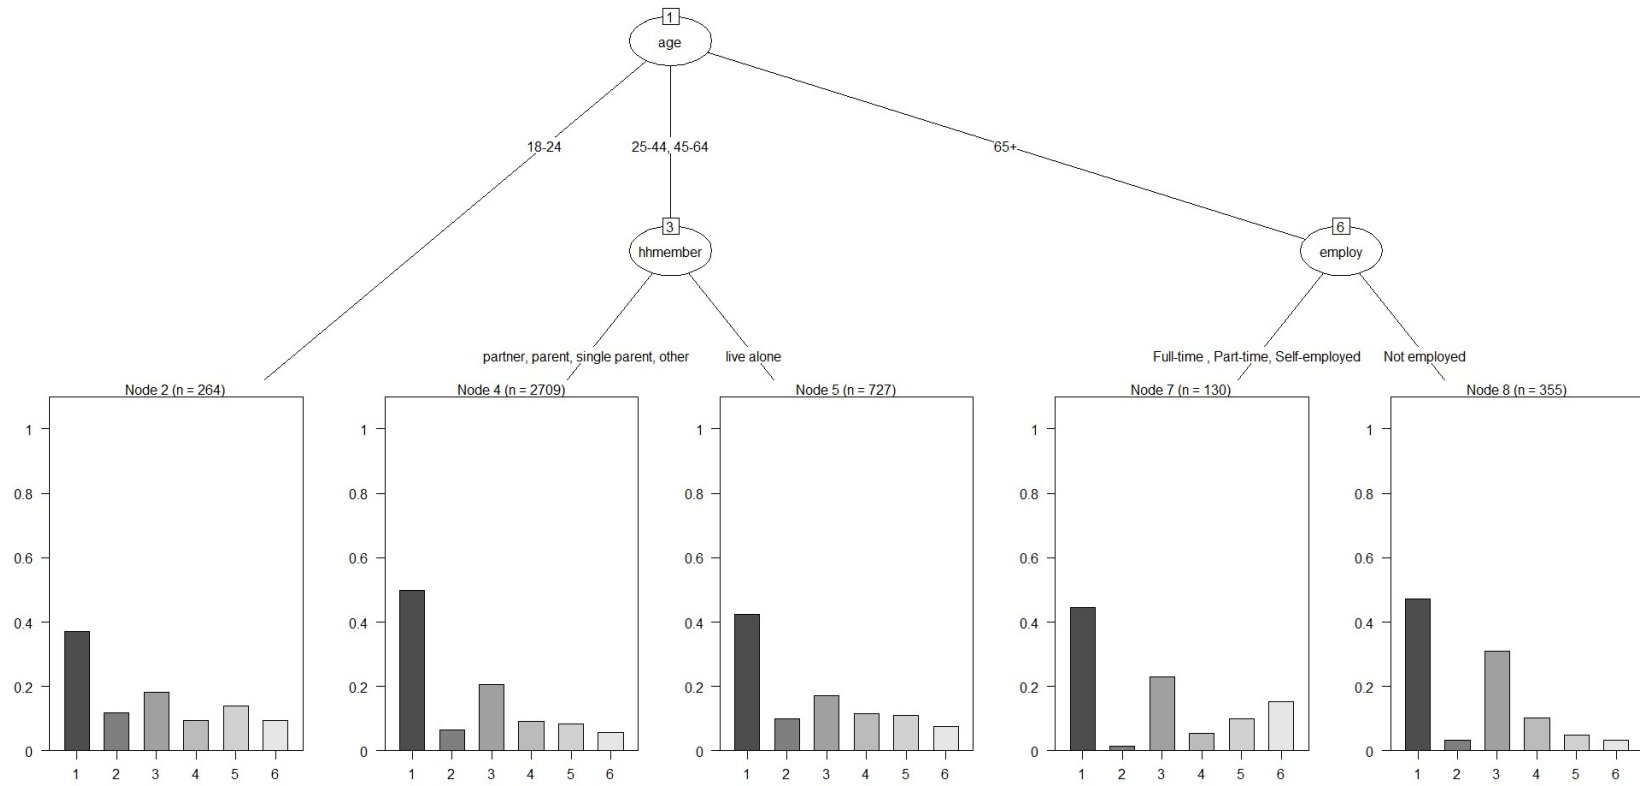 1
age
18-24
25-44, 45-64
65+
3
hhmember
6
employ
partner, parent, single parent, other
live alone
Full-time , Part-time, Self-employed
Not employed
Node 2 (n = 264)
1
0.8
0.6
0.4
0.2
0
1 2 3 4 5 6
Node 4 (n = 2709)
1
0.8
0.6
0.4
0.2
0
1 2 3 4 5 6
Node 5 (n = 727)
1
0.8
0.6
0.4
0.2
0
1 2 3 4 5 6
Node 7 (n = 130)
1
0.8
0.6
0.4
0.2
0
1 2 3 4 5 6
Node 8 (n = 355)
1
0.8
0.6
0.4
0.2
0
1 2 3 4 5 6